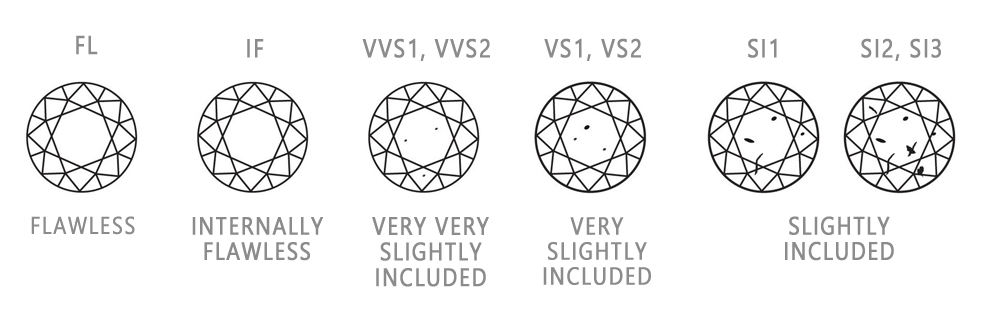 FL
IF
VVS1, VVS2
VS1, VS2
SI1
SI2, SI3
FLAWLESS
INTERNALLY
FLAWLESS
VERY VERY
SLIGHTLY
INCLUDED
VERY
SLIGHTLY
INCLUDED
SLIGHTLY
INCLUDED